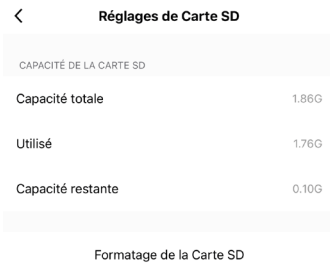 Réglages de Carte SD
CAPACITÉ DE LA CARTE SD
Capacité totale 1.86G
Utilisé 1.76G
Capacité restante 0.10G
Formatage de la Carte SD